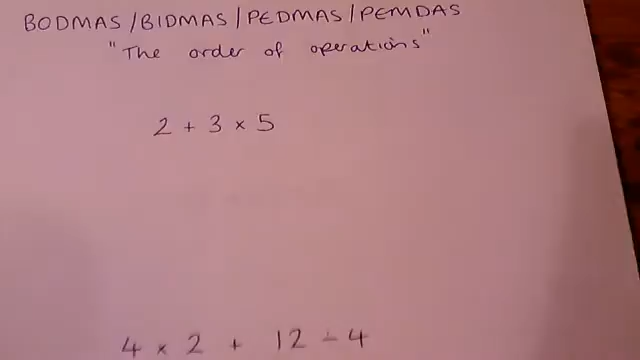 BODMAS/BIDMAS/PEDMAS/PEMDAS
"The order of operations"
2 + 3 × 5
4 × 2 + 12 ÷ 4